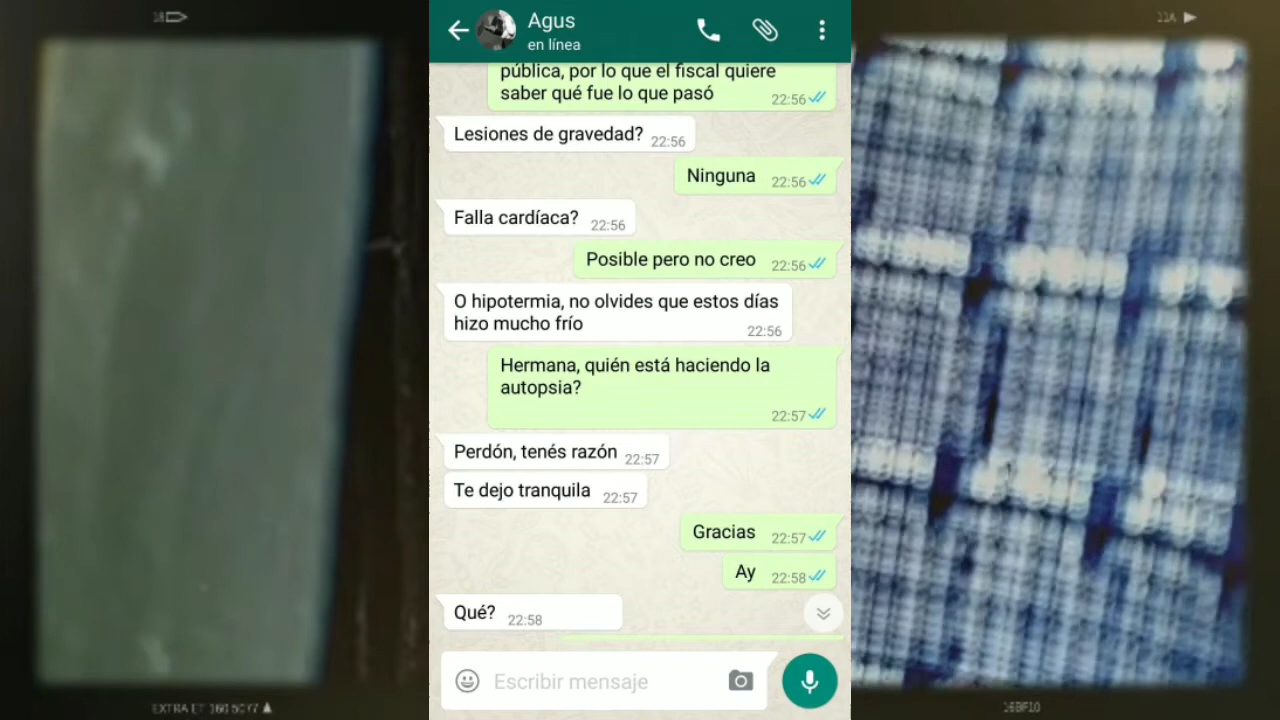 18
11A
Agus
en línea
pública, por lo que el fiscal quiere
saber qué fue lo que pasó 22:56
Lesiones de gravedad? 22:56
Ninguna 22:56
Falla cardíaca? 22:56
Posible pero no creo 22:56
O hipotermia, no olvides que estos días
hizo mucho frío 22:56
Hermana, quién está haciendo la
autopsia?
22:57
Perdón, tenés razón 22:57
Te dejo tranquila 22:57
Gracias 22:57
Ay 22:58
Qué? 22:58
Escribir mensaje